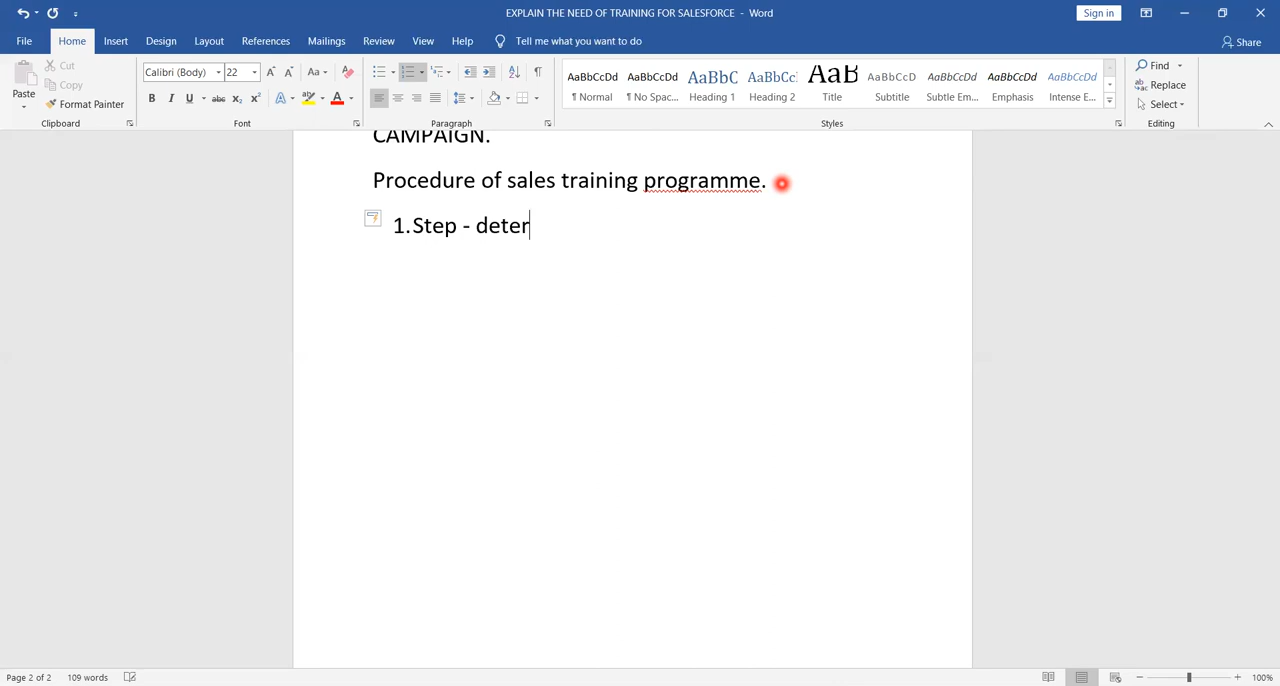 EXPLAIN THE NEED OF TRAINING FOR SALESFORCE - Word
Sign in
File Home Insert Design Layout References Mailings Review View Help Tell me what you want to do
Share
Paste
Cut
Copy
Format Painter
Clipboard
Calibri (Body) 22
Font
Paragraph
AaBbCcDd AaBbCcDd AaBbC AaBbCc AaB AaBbCcD AaBbCcDd AaBbCcDd AaBbCcDd
¶ Normal ¶ No Spac... Heading 1 Heading 2 Title Subtitle Subtle Em... Emphasis Intense E...
Styles
Find
Replace
Select
Editing
CAMPAIGN.
Procedure of sales training programme.
1. Step - deter
Page 2 of 2 109 words
100%